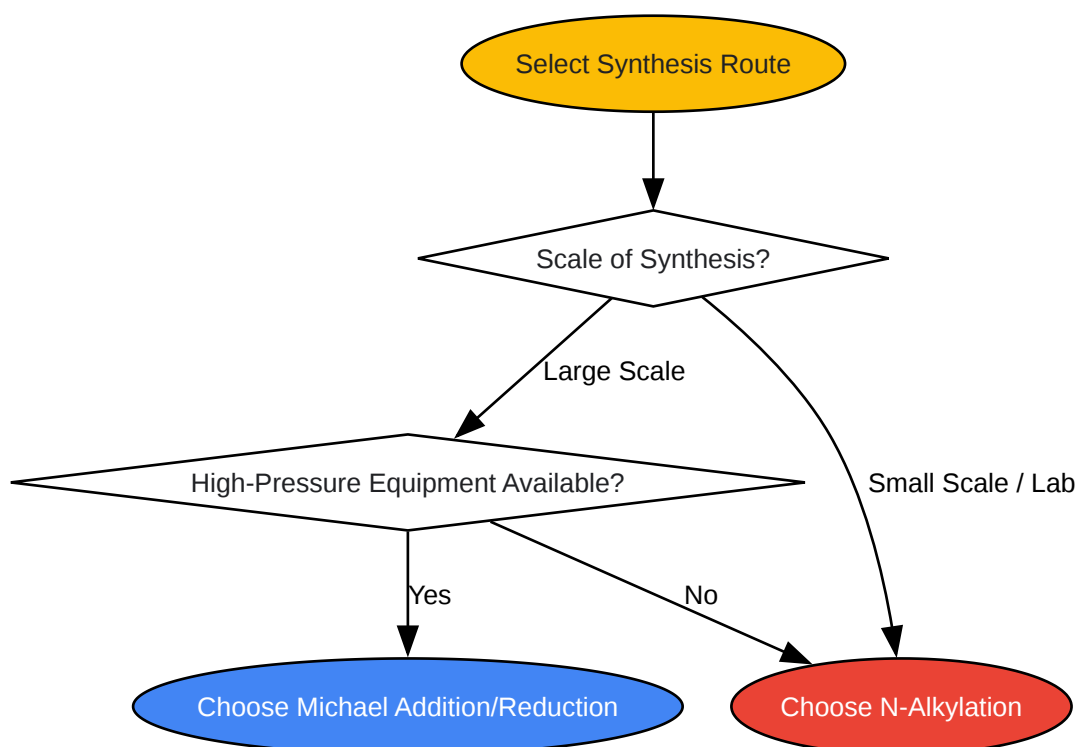 Select Synthesis Route
Scale of Synthesis?
Large Scale
High-Pressure Equipment Available?
Small Scale / Lab
Yes
No
Choose Michael Addition/Reduction
Choose N-Alkylation